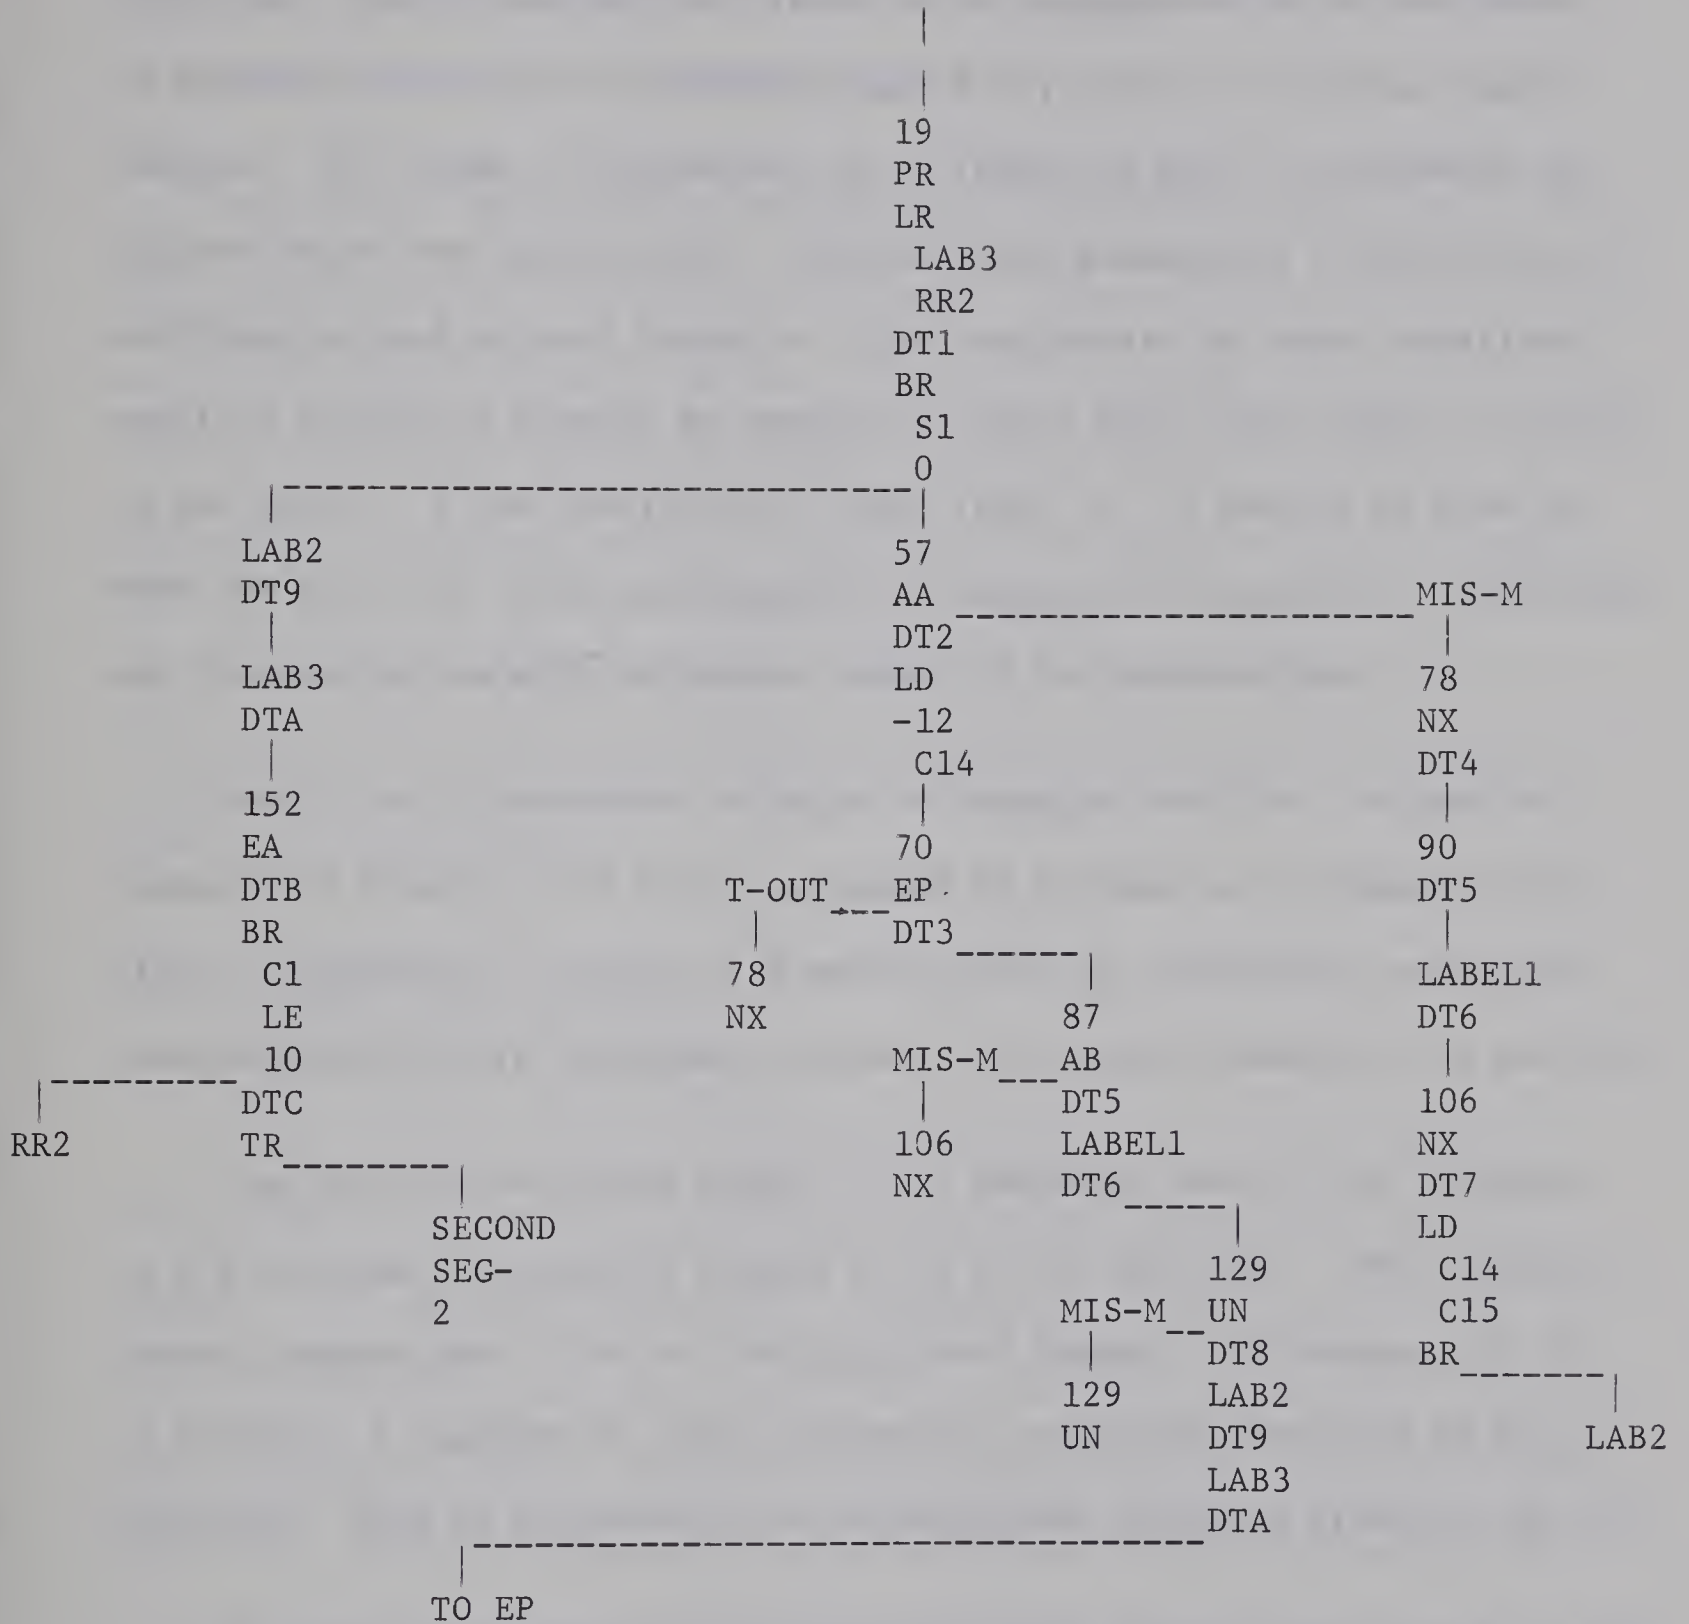 19
PR
LR
LAB3
RR2
DT1
BR
S1
0
LAB2 57
DT9 AA MIS-M
DT2
LAB3 LD 78
DTA -12 NX
C14 DT4
152
EA 70 90
DTB T-OUT EP DT5
BR DT3
C1 78 LABEL1
LE NX 87 DT6
10 MIS-M AB
DTC DT5 106
RR2 TR 106 LABEL1 NX
NX DT6 DT7
SECOND LD
SEG- 129 C14
2 MIS-M UN C15
DT8 BR
129 LAB2
UN DT9 LAB2
LAB3
DTA
TO EP